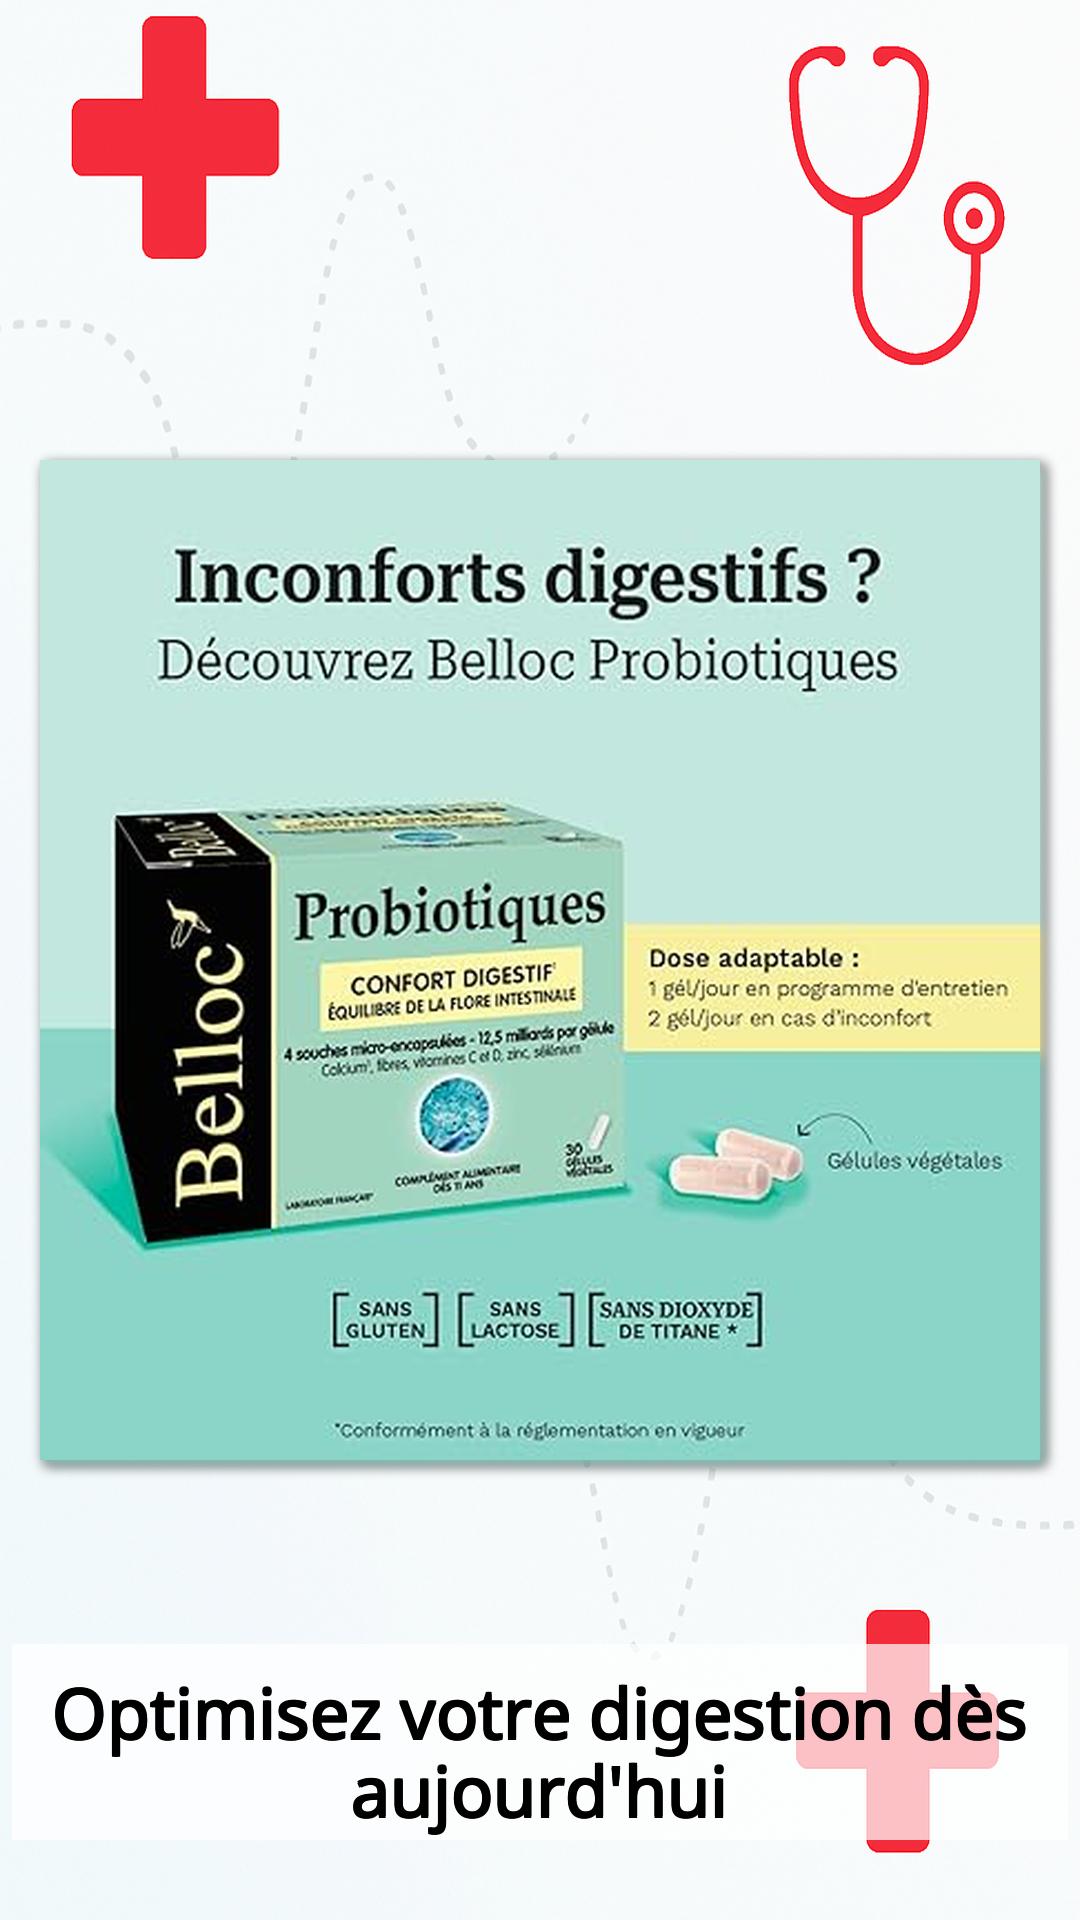 Inconforts digestifs ?
Découvrez Belloc Probiotiques
Probiotiques
Belloc
Belloc
Probiotiques
CONFORT DIGESTIF¹
ÉQUILIBRE DE LA FLORE INTESTINALE
4 souches micro-encapsulées - 12,5 milliards par gélule
Calcium¹, fibres, vitamines C et D, zinc, sélénium
30
GÉLULES
VÉGÉTALES
COMPLÉMENT ALIMENTAIRE
DÈS 11 ANS
LABORATOIRE FRANÇAIS
Dose adaptable :
1 gél/jour en programme d'entretien
2 gél/jour en cas d'inconfort
Gélules végétales
SANS
GLUTEN
SANS
LACTOSE
SANS DIOXYDE
DE TITANE *
*Conformément à la réglementation en vigueur
Optimisez votre digestion dès
aujourd'hui